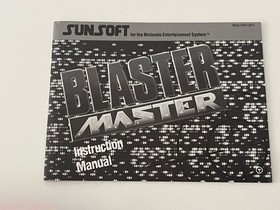 SUNSOFT for the Nintendo Entertainment System™
BLASTER
MASTER
Instruction
Manual